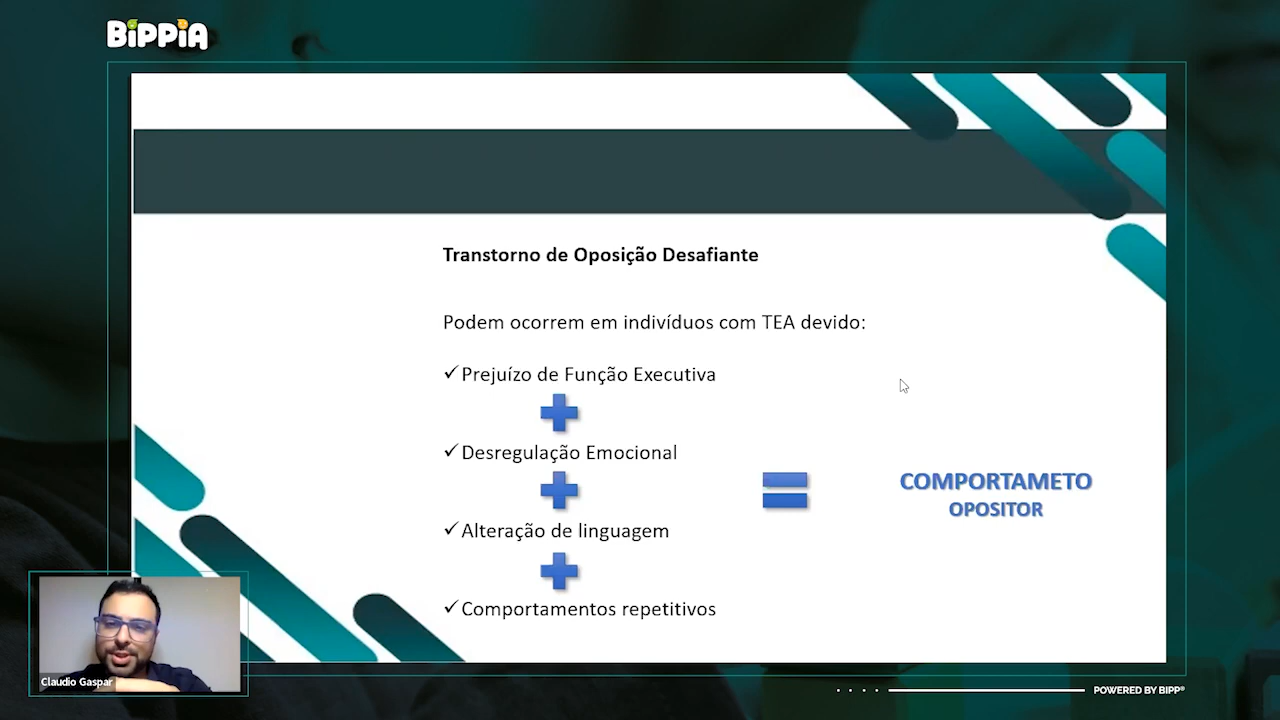 BiPPiA
Transtorno de Oposição Desafiante
Podem ocorrem em indivíduos com TEA devido:
✓Prejuízo de Função Executiva
✓Desregulação Emocional
✓Alteração de linguagem
✓Comportamentos repetitivos
COMPORTAMETO
OPOSITOR
Claudio Gaspar
POWERED BY BIPP®